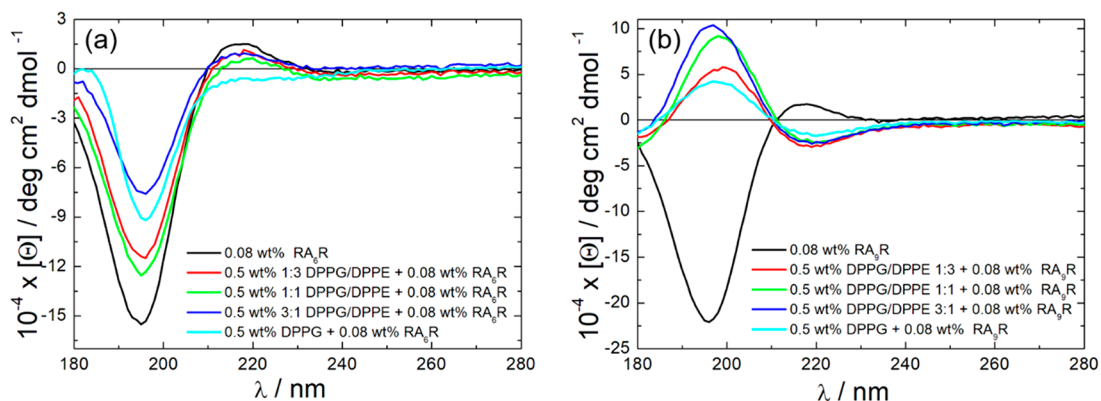 (a)
10⁻⁴ x [Θ] / deg cm² dmol⁻¹
3
0
-3
-6
-9
-12
-15
0.08 wt% RA₆R
0.5 wt% 1:3 DPPG/DPPE + 0.08 wt% RA₆R
0.5 wt% 1:1 DPPG/DPPE + 0.08 wt% RA₆R
0.5 wt% 3:1 DPPG/DPPE + 0.08 wt% RA₆R
0.5 wt% DPPG + 0.08 wt% RA₆R
180 200 220 240 260 280
λ / nm
(b)
10⁻⁴ x [Θ] / deg cm² dmol⁻¹
10
5
0
-5
-10
-15
-20
-25
0.08 wt% RA₉R
0.5 wt% DPPG/DPPE 1:3 + 0.08 wt% RA₉R
0.5 wt% DPPG/DPPE 1:1 + 0.08 wt% RA₉R
0.5 wt% DPPG/DPPE 3:1 + 0.08 wt% RA₉R
0.5 wt% DPPG + 0.08 wt% RA₉R
180 200 220 240 260 280
λ / nm